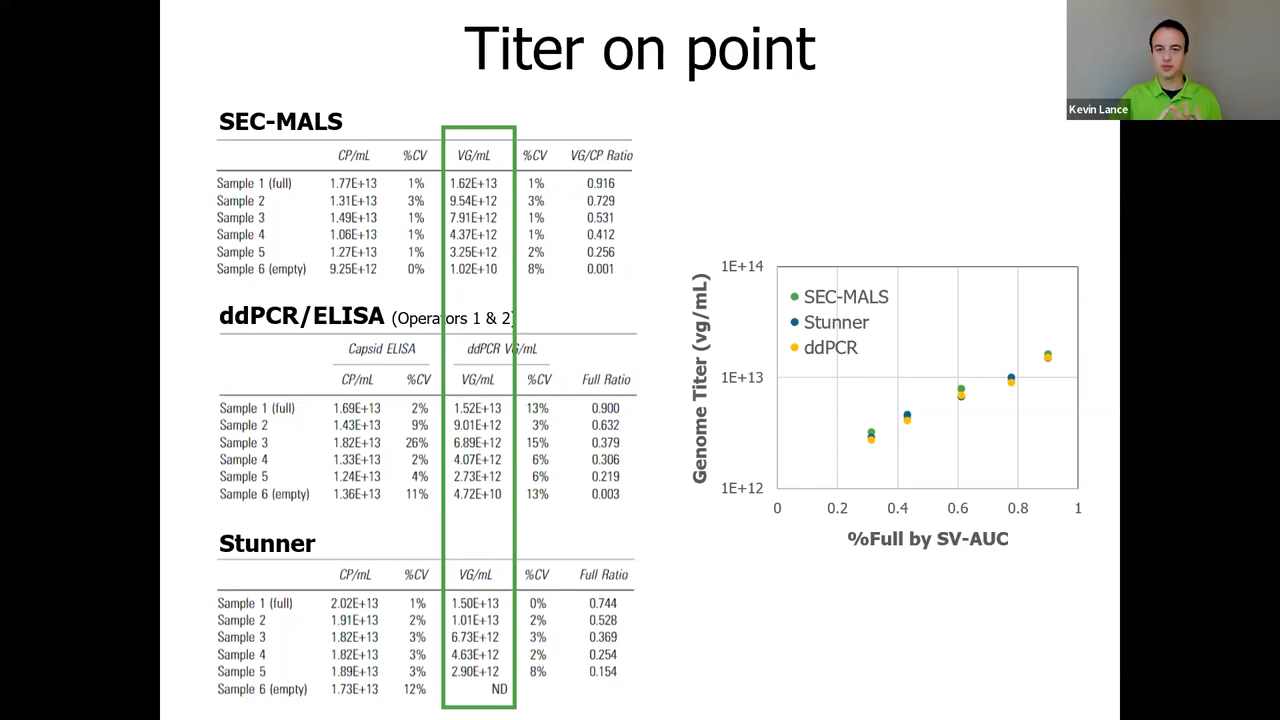 Titer on point
Kevin Lance
SEC-MALS
CP/mL %CV VG/mL %CV VG/CP Ratio
Sample 1 (full) 1.77E+13 1% 1.62E+13 1% 0.916
Sample 2 1.31E+13 3% 9.54E+12 3% 0.729
Sample 3 1.49E+13 1% 7.91E+12 1% 0.531
Sample 4 1.06E+13 1% 4.37E+12 1% 0.412
Sample 5 1.27E+13 1% 3.25E+12 2% 0.256
Sample 6 (empty) 9.25E+12 0% 1.02E+10 8% 0.001
ddPCR/ELISA (Operators 1 & 2)
Capsid ELISA ddPCR VG/mL
CP/mL %CV VG/mL %CV Full Ratio
Sample 1 (full) 1.69E+13 2% 1.52E+13 13% 0.900
Sample 2 1.43E+13 9% 9.01E+12 3% 0.632
Sample 3 1.82E+13 26% 6.89E+12 15% 0.379
Sample 4 1.33E+13 2% 4.07E+12 6% 0.306
Sample 5 1.24E+13 4% 2.73E+12 6% 0.219
Sample 6 (empty) 1.36E+13 11% 4.72E+10 13% 0.003
Stunner
CP/mL %CV VG/mL %CV Full Ratio
Sample 1 (full) 2.02E+13 1% 1.50E+13 0% 0.744
Sample 2 1.91E+13 2% 1.01E+13 2% 0.528
Sample 3 1.82E+13 3% 6.73E+12 3% 0.369
Sample 4 1.82E+13 3% 4.63E+12 2% 0.254
Sample 5 1.89E+13 3% 2.90E+12 8% 0.154
Sample 6 (empty) 1.73E+13 12% ND
Genome Titer (vg/mL)
1E+14
1E+13
1E+12
SEC-MALS
Stunner
ddPCR
0 0.2 0.4 0.6 0.8 1
%Full by SV-AUC